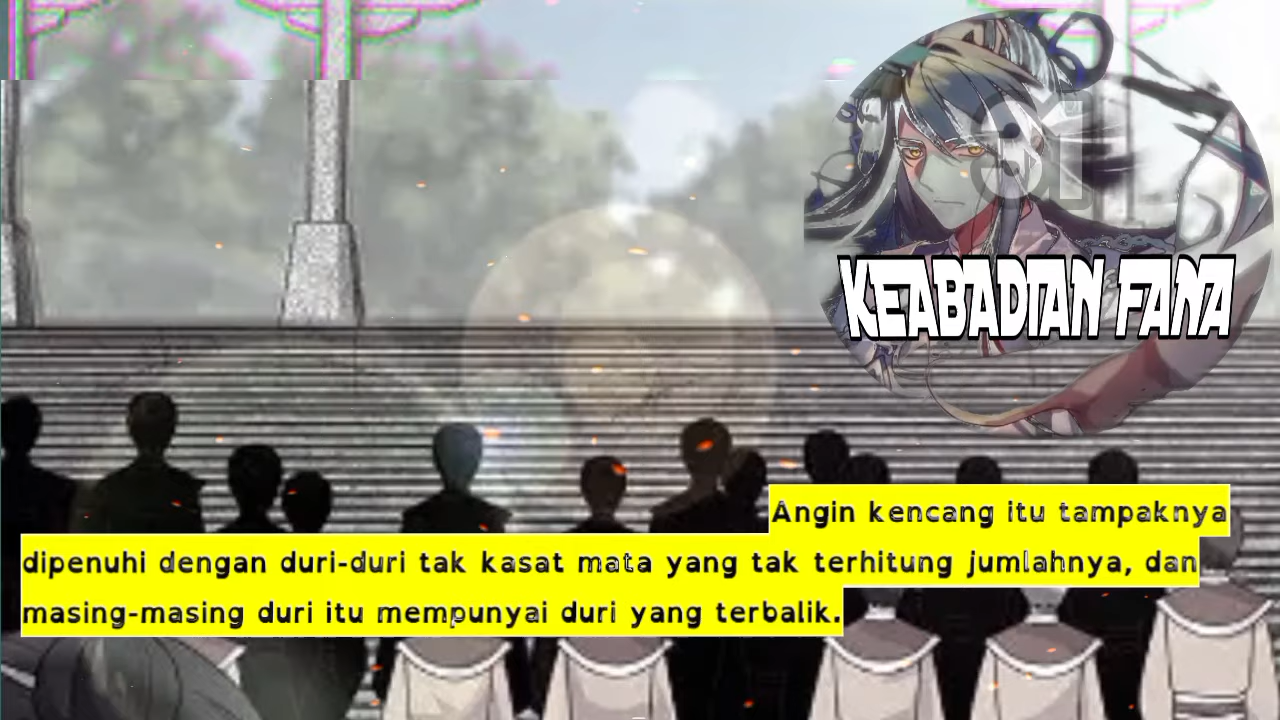 KEABADIAN FANA
Angin kencang itu tampaknya
dipenuhi dengan duri-duri tak kasat mata yang tak terhitung jumlahnya, dan
masing-masing duri itu mempunyai duri yang terbalik.